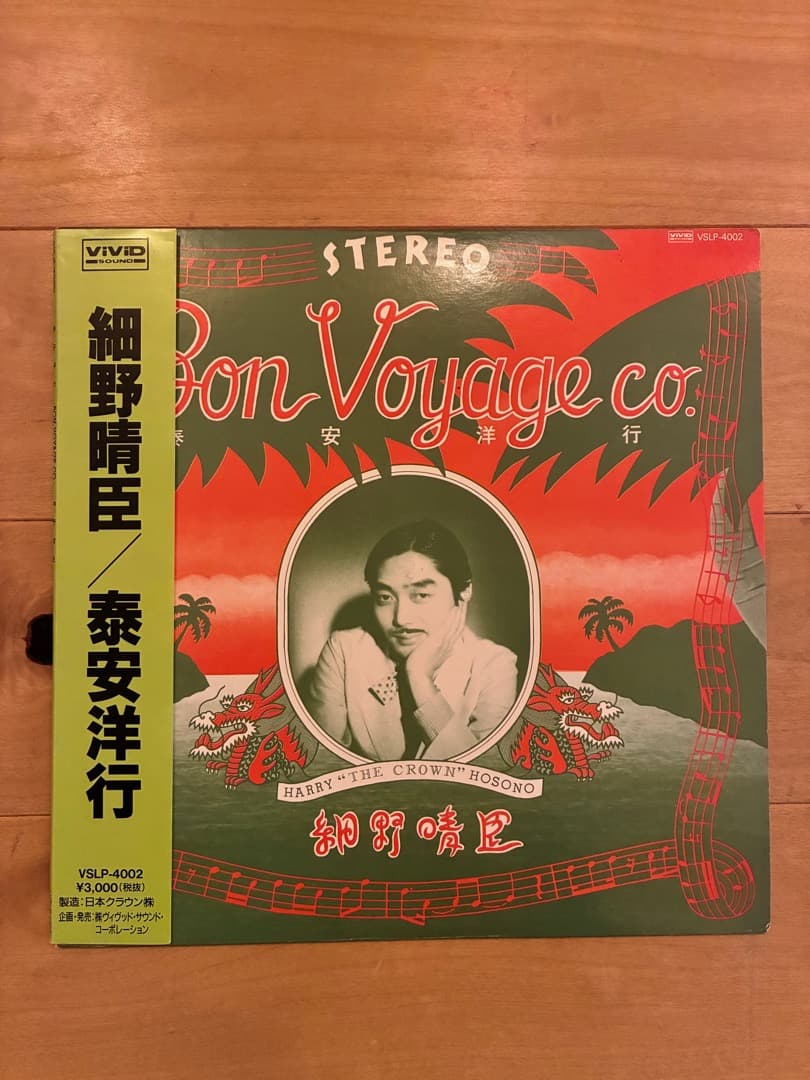 ViViD
SOUND
細野晴臣/泰安洋行
VSLP-4002
¥3,000(税抜)
製造:日本クラウン(株)
企画・発売:(株)ヴィヴッド・サウンド・
コーポレーション
STEREO
ViViD
SOUND
VSLP-4002
Bon Voyage co.
泰安洋行
HARRY "THE CROWN" HOSONO
細野晴臣